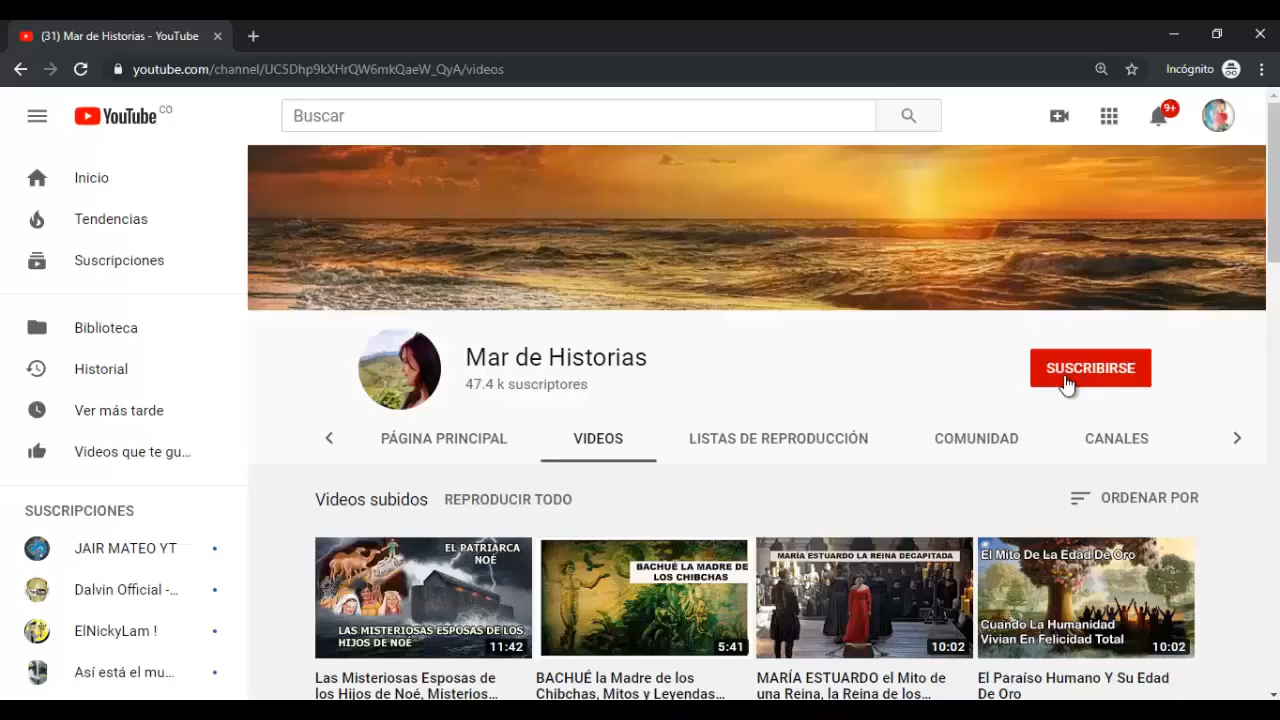 (31) Mar de Historias - YouTube
youtube.com/channel/UC5Dhp9kXHrQW6mkQaeW_QyA/videos
Incógnito
YouTube CO
Buscar
9+
Inicio
Tendencias
Suscripciones
Biblioteca
Historial
Ver más tarde
Videos que te gu...
SUSCRIPCIONES
JAIR MATEO YT
Dalvin Official -...
ElNickyLam !
Así está el mu...
Mar de Historias
47.4 k suscriptores
SUSCRIBIRSE
PÁGINA PRINCIPAL
VIDEOS
LISTAS DE REPRODUCCIÓN
COMUNIDAD
CANALES
Videos subidos
REPRODUCIR TODO
ORDENAR POR
EL PATRIARCA
NOÉ
LAS MISTERIOSAS ESPOSAS DE LOS
HIJOS DE NOÉ
11:42
Las Misteriosas Esposas de
los Hijos de Noé, Misterios...
BACHUÉ LA MADRE DE
LOS CHIBCHAS
5:41
BACHUÉ la Madre de los
Chibchas, Mitos y Leyendas...
MARÍA ESTUARDO LA REINA DECAPITADA
10:02
MARÍA ESTUARDO el Mito de
una Reina, la Reina de los...
El Mito De La Edad De Oro
Cuando La Humanidad
Vivian En Felicidad Total
10:02
El Paraíso Humano Y Su Edad
De Oro